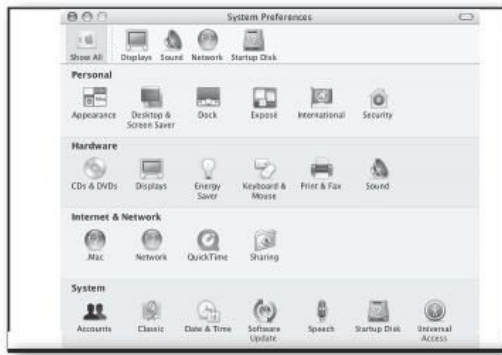 System Preferences
Show All Displays Sound Network Startup Disk
Personal
Appearance Desktop & Screen Saver Dock Exposé International Security
Hardware
CDs & DVDs Displays Energy Saver Keyboard & Mouse Print & Fax Sound
Internet & Network
.Mac Network QuickTime Sharing
System
Accounts Classic Date & Time Software Update Speech Startup Disk Universal Access